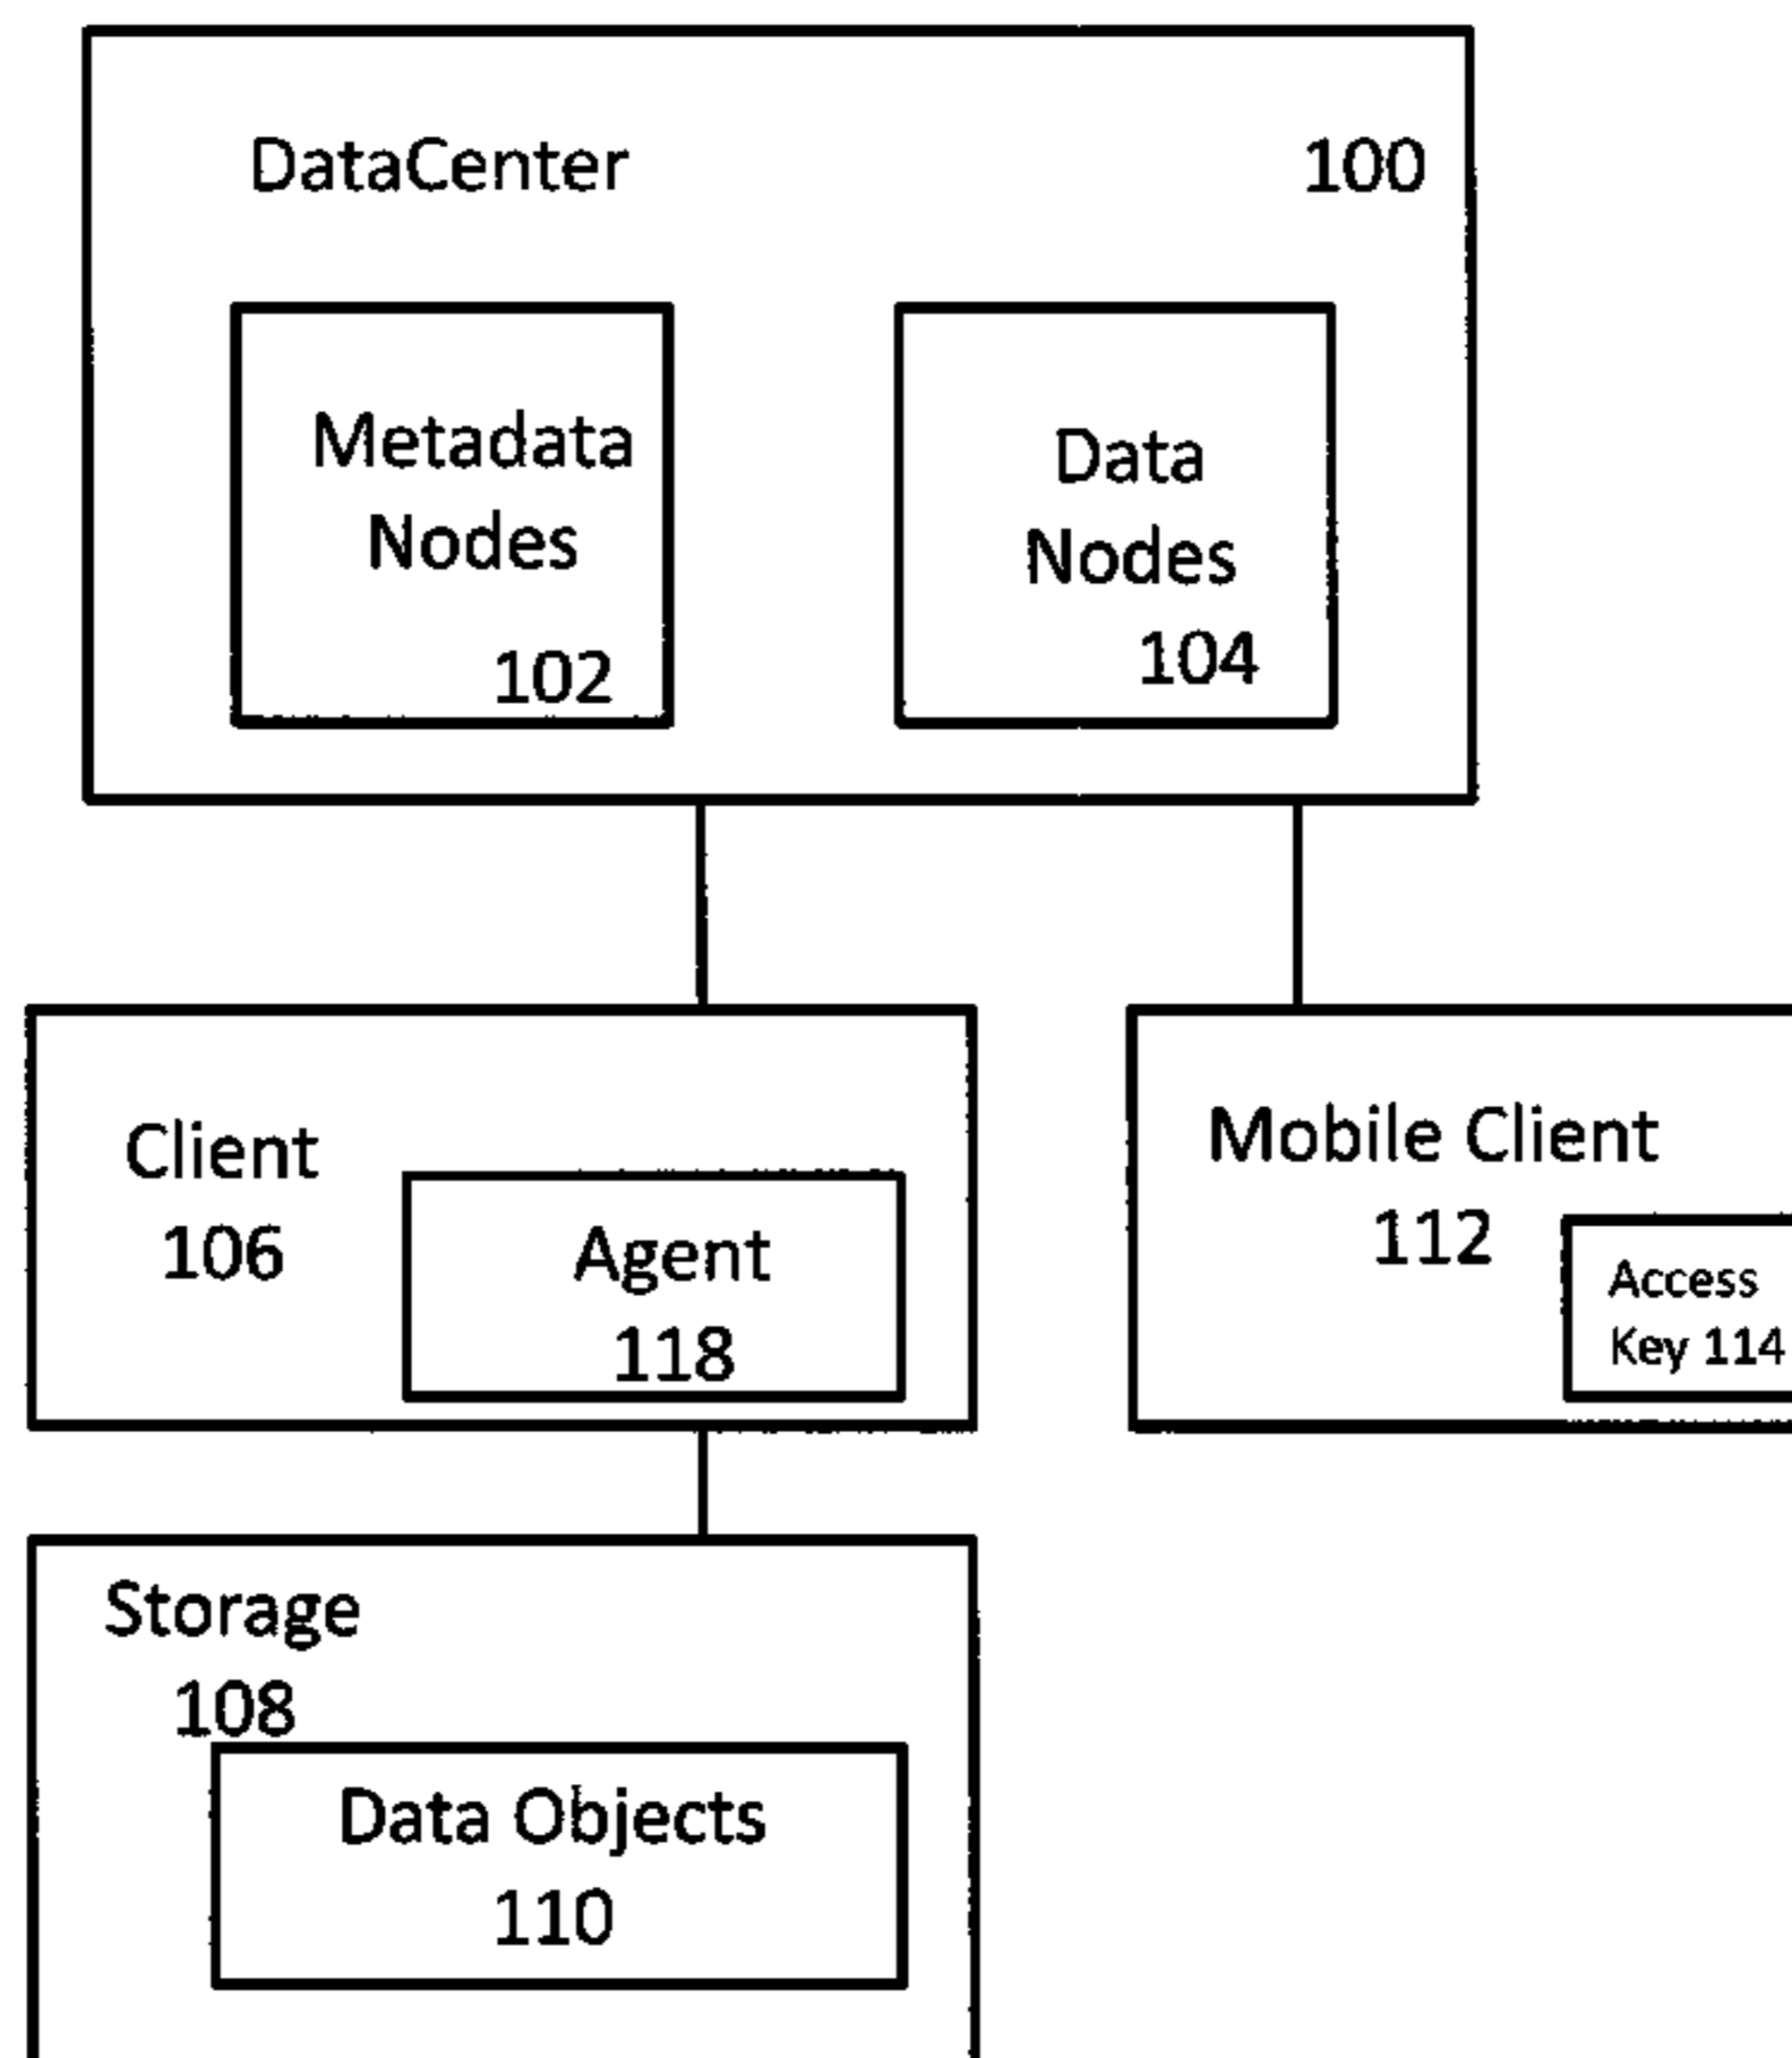 DataCenter
100
Metadata
Nodes
102
Data
Nodes
104
Client
106
Agent
118
Mobile Client
112
Access
Key 114
Storage
108
Data Objects
110